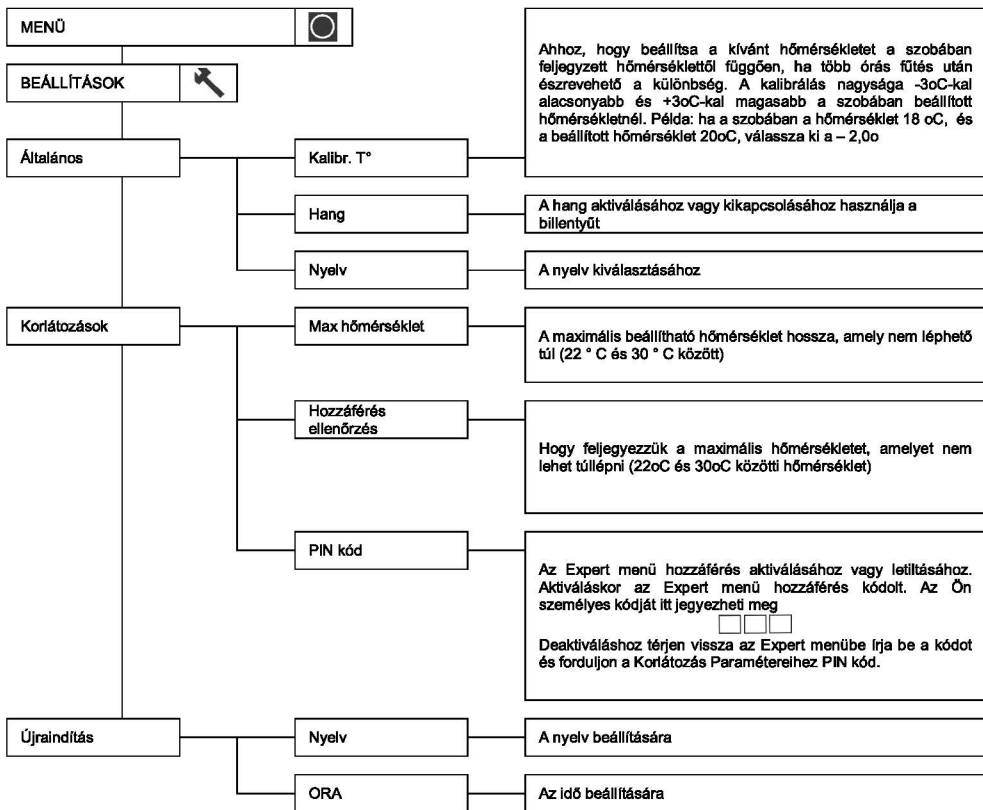 MENÜ
BEÁLLÍTÁSOK
Általános
Kalibr. T°
Ahhoz, hogy beállítsa a kívánt hőmérsékletet a szobában
feljegyzett hőmérséklettől függően, ha több órás fűtés után
észrevehető a különbség. A kalibrálás nagysága -3oC-kal
alacsonyabb és +3oC-kal magasabb a szobában beállított
hőmérsékletnél. Példa: ha a szobában a hőmérséklet 18 oC, és
a beállított hőmérséklet 20oC, válassza ki a – 2,0o
Hang
A hang aktiválásához vagy kikapcsolásához használja a
billentyűt
Nyelv
A nyelv kiválasztásához
Korlátozások
Max hőmérséklet
A maximális beállítható hőmérséklet hossza, amely nem léphető
túl (22 ° C és 30 ° C között)
Hozzáférés
ellenőrzés
Hogy feljegyezzük a maximális hőmérsékletet, amelyet nem
lehet túllépni (22oC és 30oC közötti hőmérséklet)
PIN kód
Az Expert menü hozzáférés aktiválásához vagy letiltásához.
Aktiváláskor az Expert menü hozzáférés kódolt. Az Ön
személyes kódját itt jegyezheti meg
Deaktiváláshoz térjen vissza az Expert menübe írja be a kódot
és forduljon a Korlátozás Paramétereihez PIN kód.
Újraindítás
Nyelv
A nyelv beállítására
ORA
Az idő beállítására